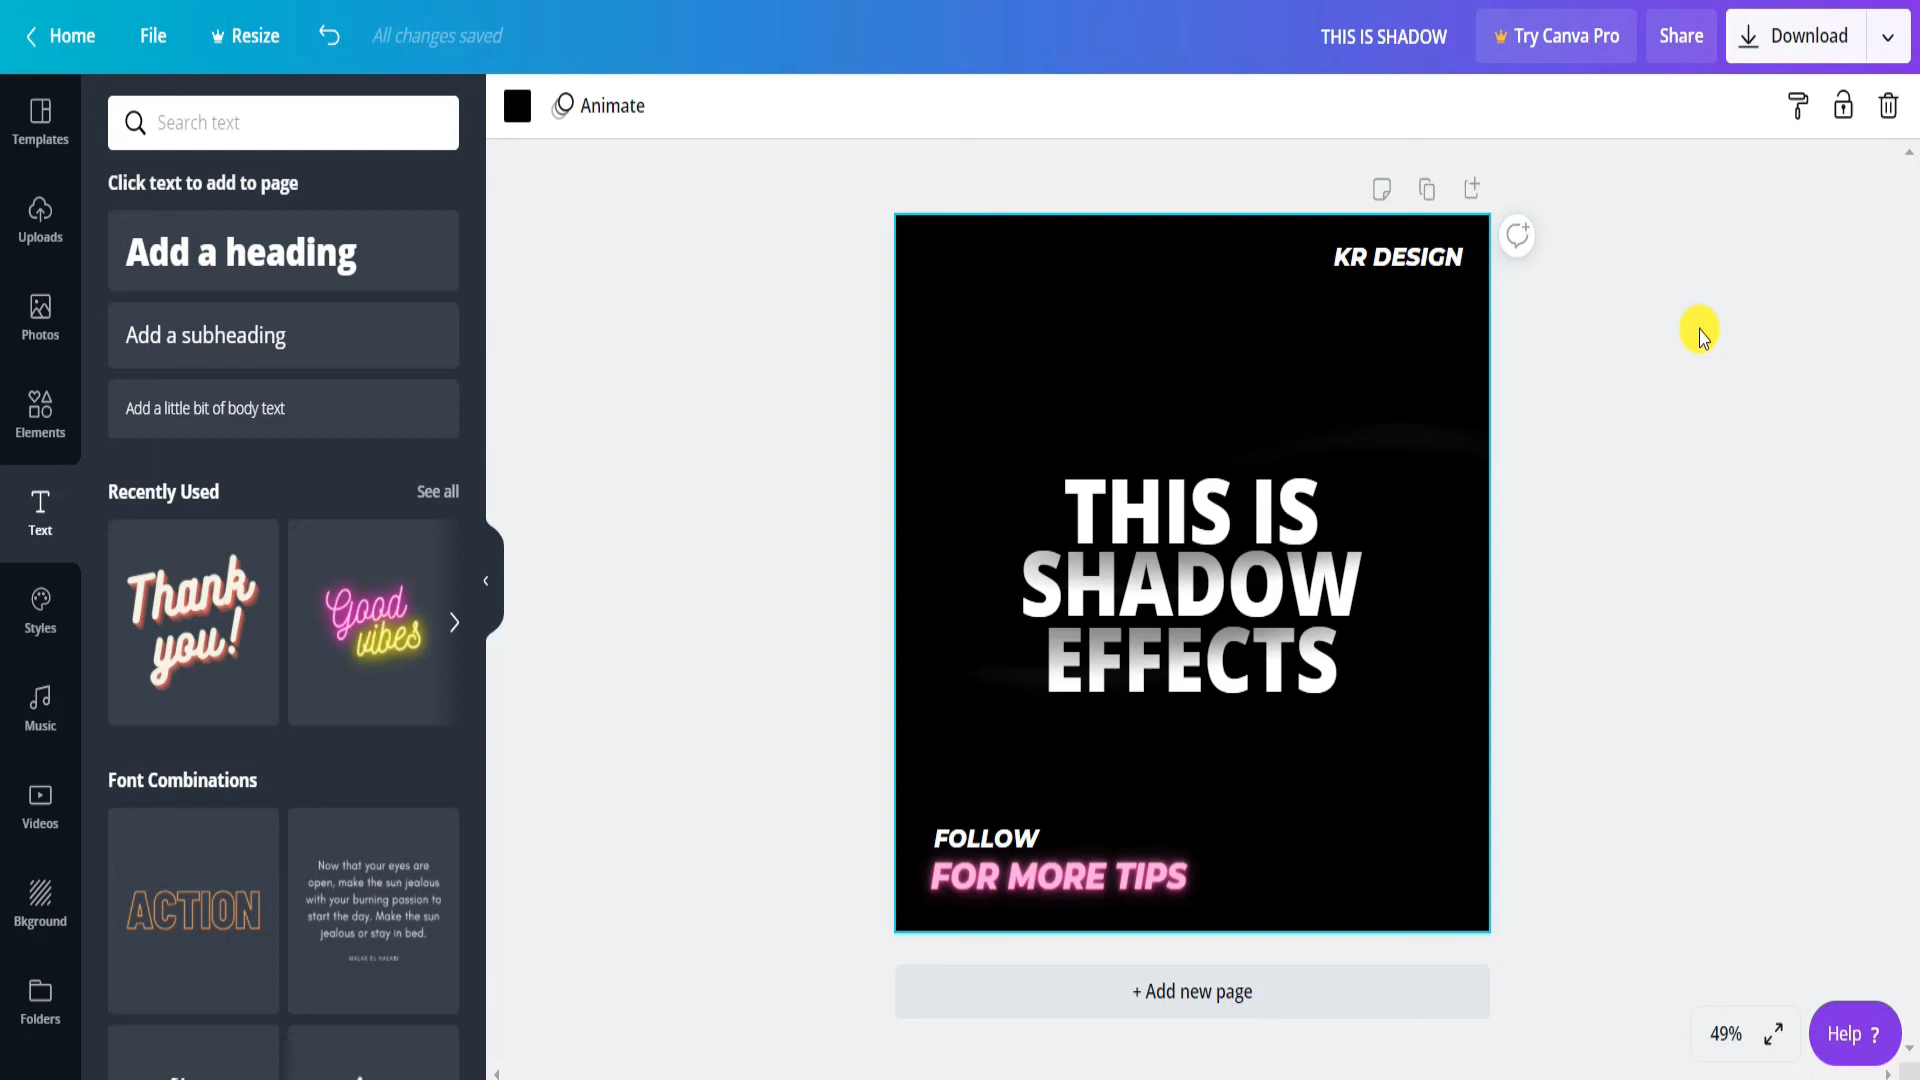 Home
File
Resize
All changes saved
THIS IS SHADOW
Try Canva Pro
Share
Download
Templates
Uploads
Photos
Elements
Text
Styles
Music
Videos
Bkground
Folders
Search text
Click text to add to page
Add a heading
Add a subheading
Add a little bit of body text
Recently Used
See all
Thank
you!
Good
vibes
Font Combinations
ACTION
Now that your eyes are
open, make the sun jealous
with your burning passion to
start the day. Make the sun
jealous or stay in bed.
MALAK EL HALABI
Animate
KR DESIGN
THIS IS
SHADOW
EFFECTS
FOLLOW
FOR MORE TIPS
+ Add new page
49%
Help ?